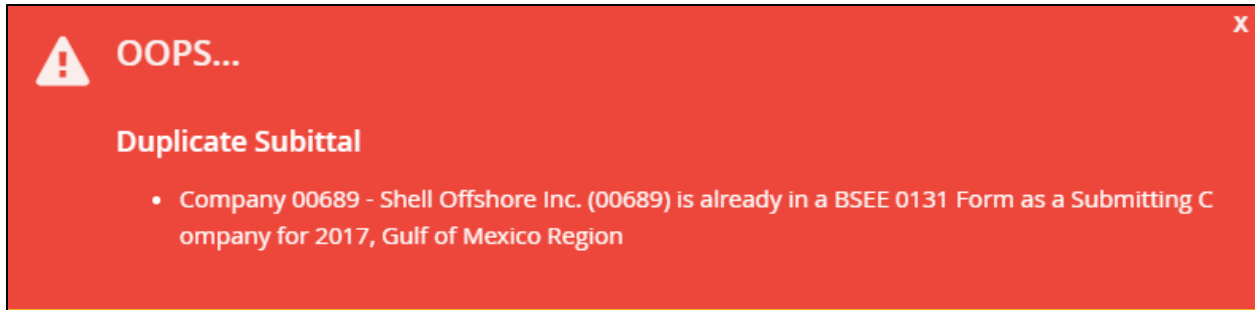 X
OOPS...
Duplicate Subittal
• Company 00689 - Shell Offshore Inc. (00689) is already in a BSEE 0131 Form as a Submitting C
ompany for 2017, Gulf of Mexico Region